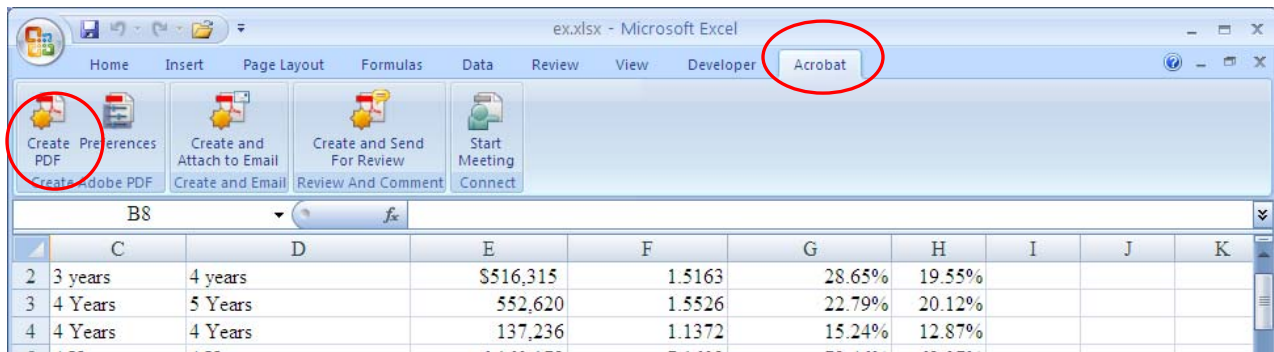 ex.xlsx - Microsoft Excel
Home Insert Page Layout Formulas Data Review View Developer Acrobat
Create PDF Preferences Create and Attach to Email Create and Send For Review Start Meeting
Create Adobe PDF Create and Email Review And Comment Connect
B8 fx
C D E F G H I J K
2 3 years 4 years $516,315 1.5163 28.65% 19.55%
3 4 Years 5 Years 552,620 1.5526 22.79% 20.12%
4 4 Years 4 Years 137,236 1.1372 15.24% 12.87%